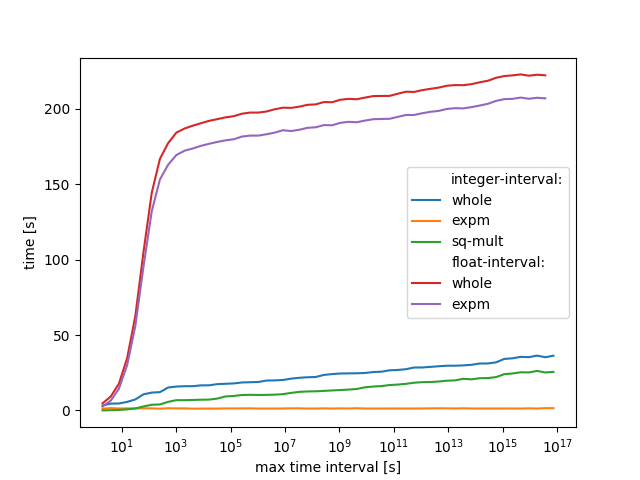 time [s]
200
150
100
50
0
integer-interval:
whole
expm
sq-mult
float-interval:
whole
expm
10^1 10^3 10^5 10^7 10^9 10^11 10^13 10^15 10^17
max time interval [s]